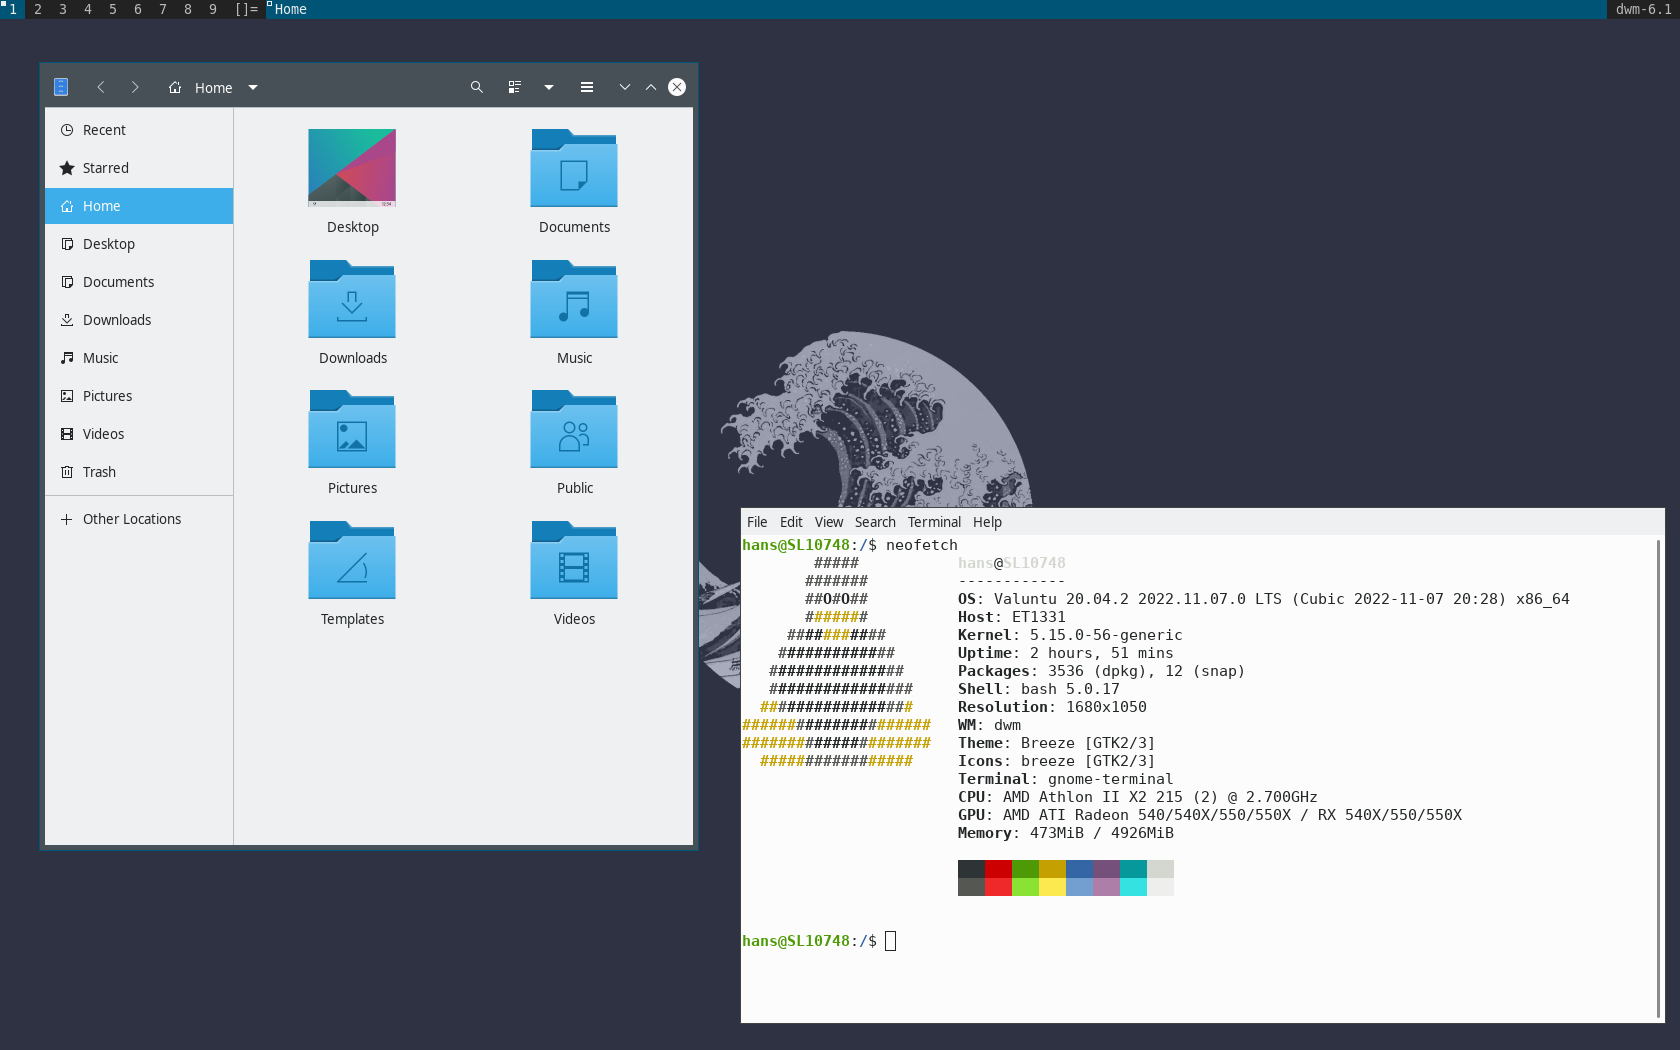 1 2 3 4 5 6 7 8 9 []= Home dwm-6.1
Home
Recent
Starred
Home
Desktop
Documents
Downloads
Music
Pictures
Videos
Trash
Other Locations
Desktop Documents
Downloads Music
Pictures Public
Templates Videos
File Edit View Search Terminal Help
hans@SL10748:/$ neofetch
##### hans@SL10748
####### ------------
##O#O## OS: Valuntu 20.04.2 2022.11.07.0 LTS (Cubic 2022-11-07 20:28) x86_64
####### Host: ET1331
########### Kernel: 5.15.0-56-generic
############# Uptime: 2 hours, 51 mins
############### Packages: 3536 (dpkg), 12 (snap)
################ Shell: bash 5.0.17
################# Resolution: 1680x1050
##################### WM: dwm
##################### Theme: Breeze [GTK2/3]
################# Icons: breeze [GTK2/3]
Terminal: gnome-terminal
CPU: AMD Athlon II X2 215 (2) @ 2.700GHz
GPU: AMD ATI Radeon 540/540X/550/550X / RX 540X/550/550X
Memory: 473MiB / 4926MiB
hans@SL10748:/$